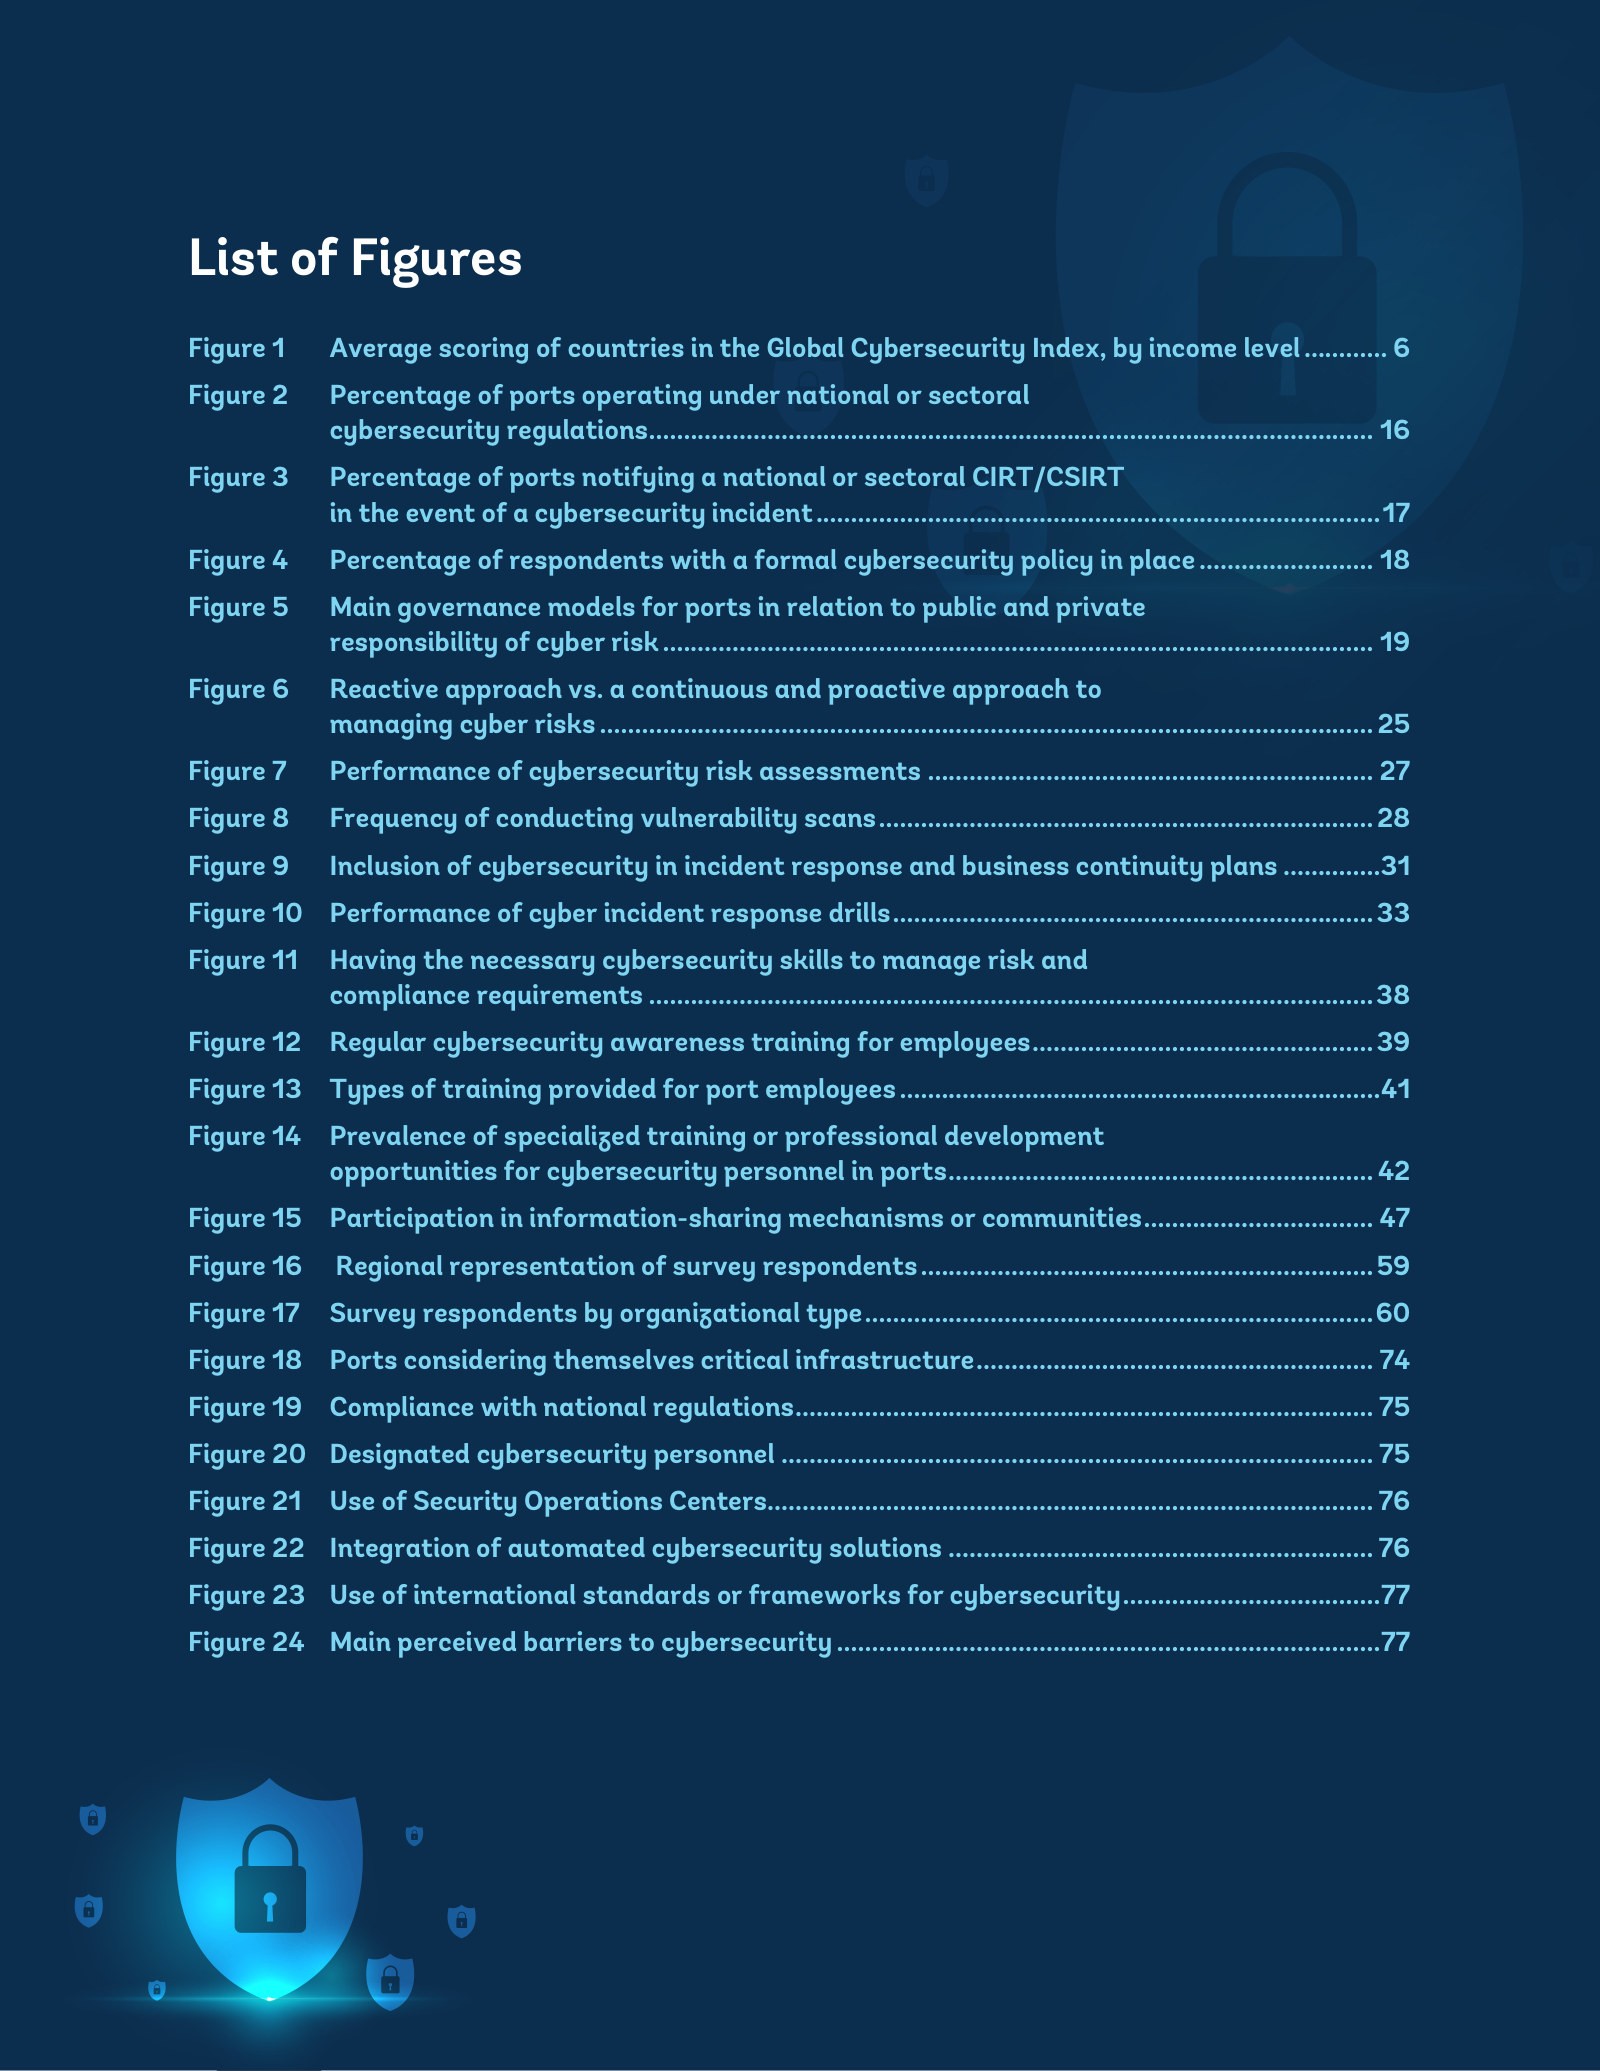 List of Figures
Figure 1 Average scoring of countries in the Global Cybersecurity Index, by income level............ 6
Figure 2 Percentage of ports operating under national or sectoral
cybersecurity regulations........................................................................................................ 16
Figure 3 Percentage of ports notifying a national or sectoral CIRT/CSIRT
in the event of a cybersecurity incident.................................................................................17
Figure 4 Percentage of respondents with a formal cybersecurity policy in place......................... 18
Figure 5 Main governance models for ports in relation to public and private
responsibility of cyber risk...................................................................................................... 19
Figure 6 Reactive approach vs. a continuous and proactive approach to
managing cyber risks............................................................................................................... 25
Figure 7 Performance of cybersecurity risk assessments................................................................ 27
Figure 8 Frequency of conducting vulnerability scans....................................................................... 28
Figure 9 Inclusion of cybersecurity in incident response and business continuity plans..............31
Figure 10 Performance of cyber incident response drills..................................................................... 33
Figure 11 Having the necessary cybersecurity skills to manage risk and
compliance requirements........................................................................................................ 38
Figure 12 Regular cybersecurity awareness training for employees................................................. 39
Figure 13 Types of training provided for port employees.....................................................................41
Figure 14 Prevalence of specialized training or professional development
opportunities for cybersecurity personnel in ports............................................................. 42
Figure 15 Participation in information-sharing mechanisms or communities................................. 47
Figure 16 Regional representation of survey respondents................................................................. 59
Figure 17 Survey respondents by organizational type......................................................................... 60
Figure 18 Ports considering themselves critical infrastructure......................................................... 74
Figure 19 Compliance with national regulations................................................................................... 75
Figure 20 Designated cybersecurity personnel..................................................................................... 75
Figure 21 Use of Security Operations Centers....................................................................................... 76
Figure 22 Integration of automated cybersecurity solutions............................................................. 76
Figure 23 Use of international standards or frameworks for cybersecurity.....................................77
Figure 24 Main perceived barriers to cybersecurity..............................................................................77